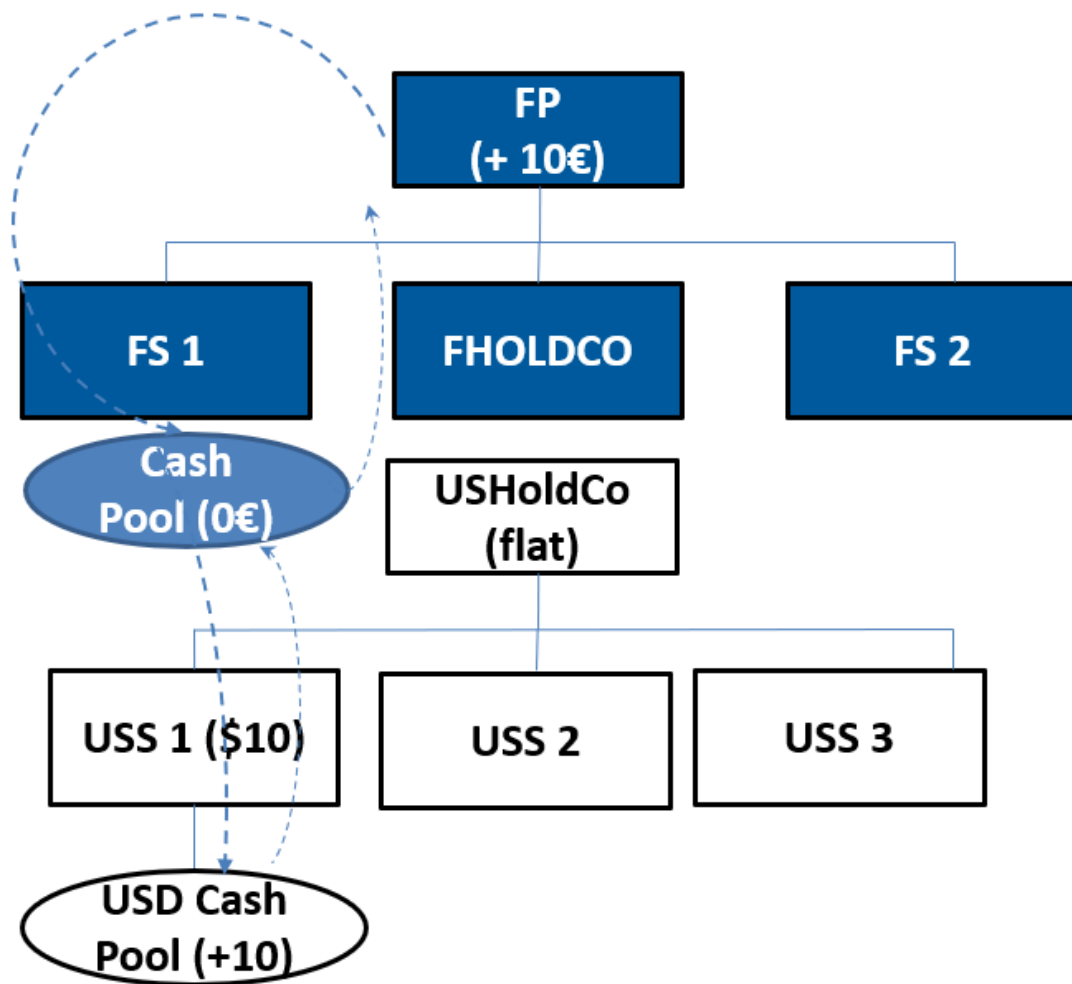 FP
(+ 10€)
FS 1
FHOLDCO
FS 2
Cash
Pool (0€)
USHoldCo
(flat)
USS 1 ($10)
USS 2
USS 3
USD Cash
Pool (+10)